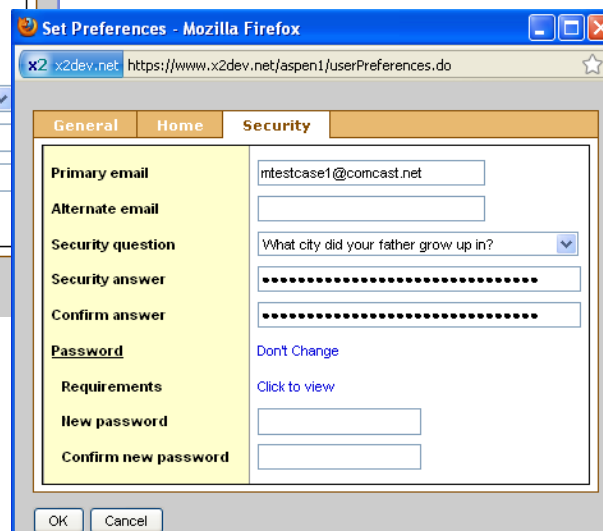 Set Preferences - Mozilla Firefox
x2 x2dev.net https://www.x2dev.net/aspen1/userPreferences.do
General Home Security
Primary email mtestcase1@comcast.net
Alternate email
Security question What city did your father grow up in?
Security answer
Confirm answer
Password Don't Change
Requirements Click to view
New password
Confirm new password
OK Cancel